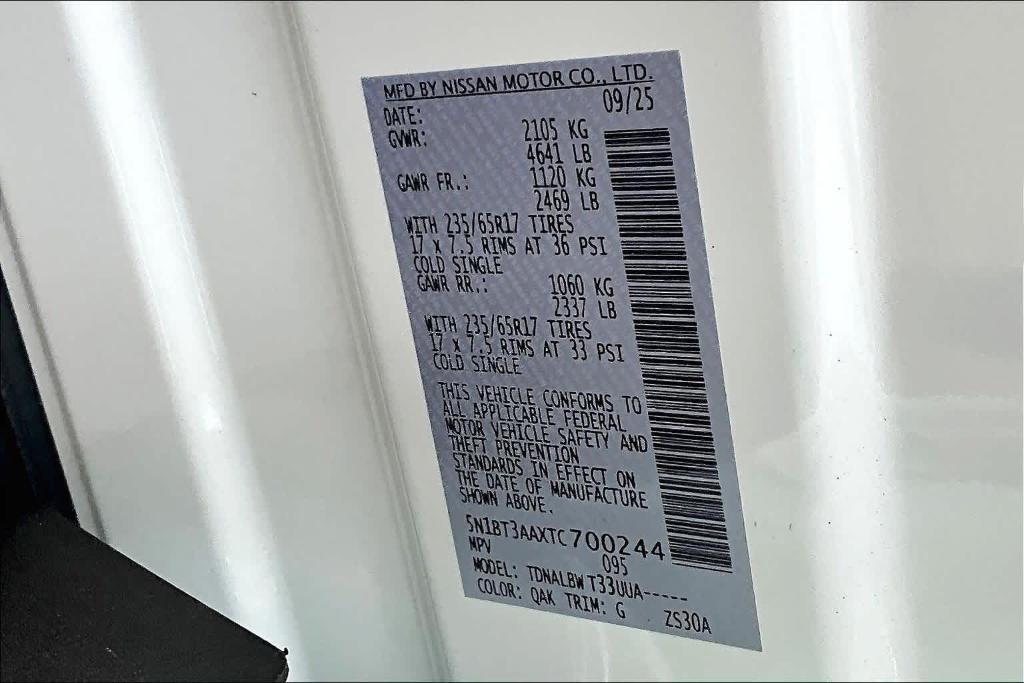 MFD BY NISSAN MOTOR CO., LTD.
DATE: 09/25
GVWR: 2105 KG
4641 LB
GAWR FR.: 1120 KG
2469 LB
WITH 235/65R17 TIRES
17 x 7.5 RIMS AT 36 PSI
COLD SINGLE
GAWR RR.: 1060 KG
2337 LB
WITH 235/65R17 TIRES
17 x 7.5 RIMS AT 33 PSI
COLD SINGLE
THIS VEHICLE CONFORMS TO
ALL APPLICABLE FEDERAL
MOTOR VEHICLE SAFETY AND
THEFT PREVENTION
STANDARDS IN EFFECT ON
THE DATE OF MANUFACTURE
SHOWN ABOVE.
5N1BT3AAXTC700244
MPV 095
MODEL: TDNALBW T33UUA-----
COLOR: QAK TRIM: G ZS30A